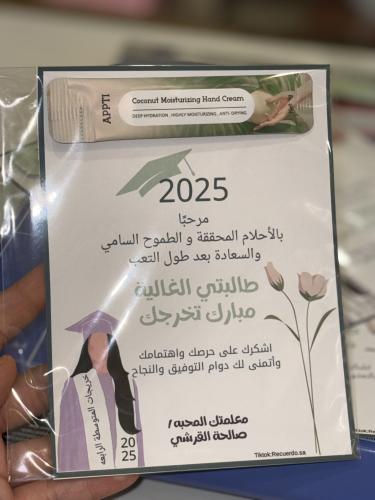 APPTI
Coconut Moisturizing Hand Cream
DEEP HYDRATION , HIGHLY MOISTURIZING , ANTI- DRYING
2025
مرحبًا
بالأحلام المحققة و الطموح السامي
والسعادة بعد طول التعب
طالبتي الغالية
مبارك تخرجك
اشكرك على حرصك واهتمامك
وأتمنى لك دوام التوفيق والنجاح
خريجات المتوسطة الرابعه
20
25
معلمتك المحبه /
صالحة القرشي
Tiktok:Recuerdo.sa